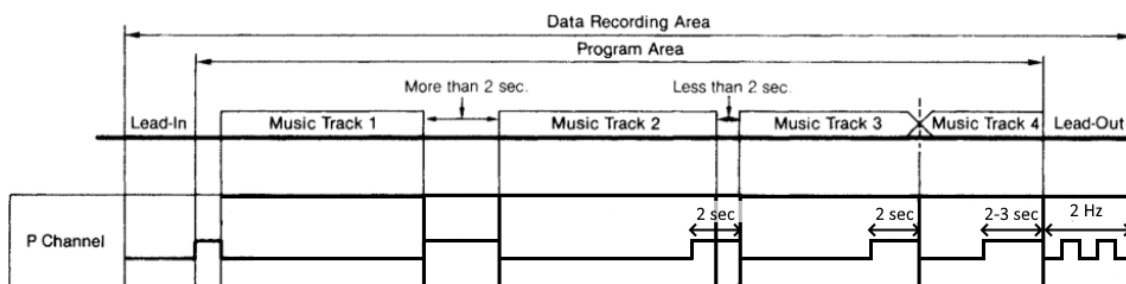 Data Recording Area
Program Area
More than 2 sec.
Less than 2 sec.
Lead-In
Music Track 1
Music Track 2
Music Track 3
Music Track 4
Lead-Out
2 sec
2 sec
2-3 sec
2 Hz
P Channel